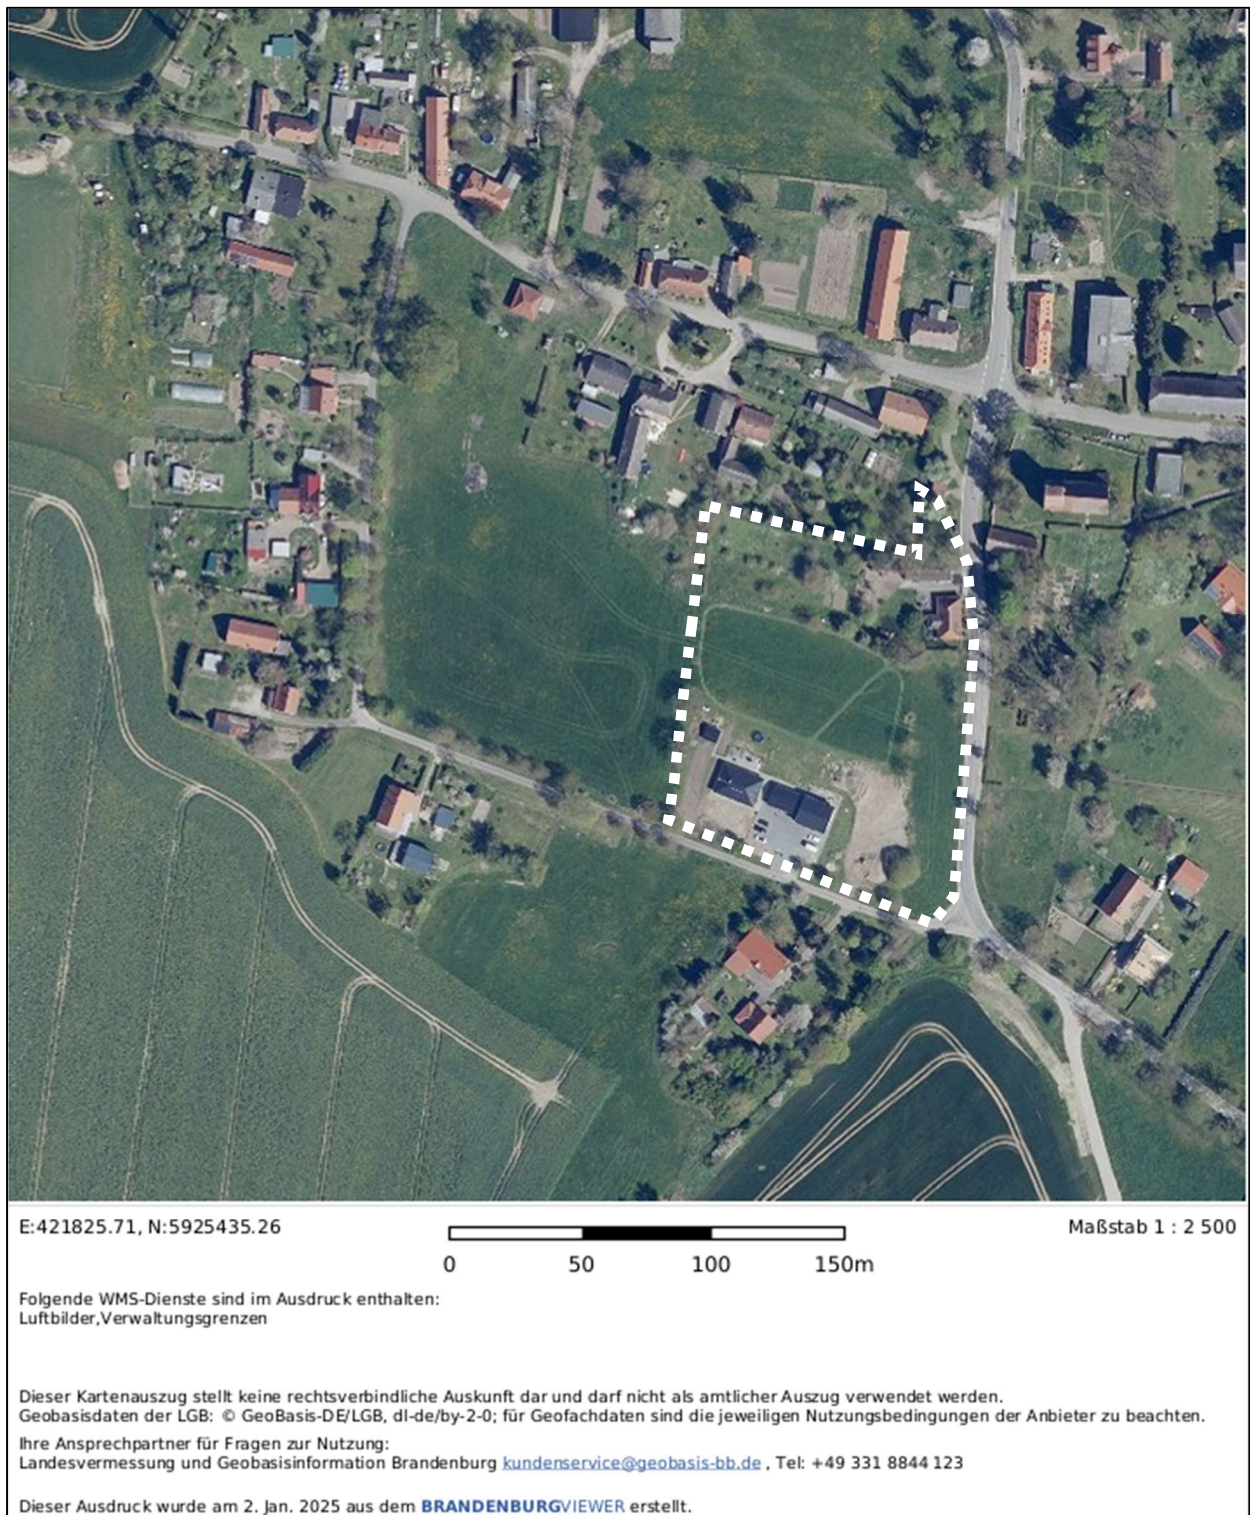 E:421825.71, N:5925435.26
Maßstab 1 : 2 500
0 50 100 150m
Folgende WMS-Dienste sind im Ausdruck enthalten:
Luftbilder,Verwaltungsgrenzen
Dieser Kartenauszug stellt keine rechtsverbindliche Auskunft dar und darf nicht als amtlicher Auszug verwendet werden.
Geobasisdaten der LGB: © GeoBasis-DE/LGB, dl-de/by-2-0; für Geofachdaten sind die jeweiligen Nutzungsbedingungen der Anbieter zu beachten.
Ihre Ansprechpartner für Fragen zur Nutzung:
Landesvermessung und Geobasisinformation Brandenburg kundenservice@geobasis-bb.de , Tel: +49 331 8844 123
Dieser Ausdruck wurde am 2. Jan. 2025 aus dem BRANDENBURGVIEWER erstellt.